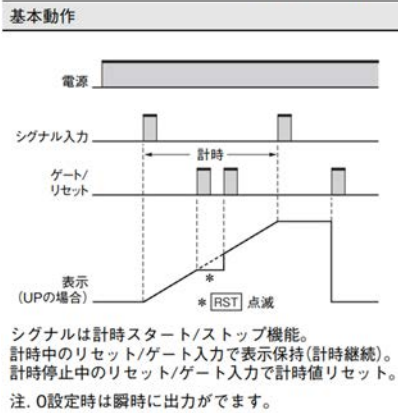 基本動作
電源
シグナル入力
計時
ゲート/
リセット
表示
(UPの場合)
*
* RST 点滅
シグナルは計時スタート/ストップ機能。
計時中のリセット/ゲート入力で表示保持(計時継続)。
計時停止中のリセット/ゲート入力で計時値リセット。
注. 0設定時は瞬時に出力がでます。